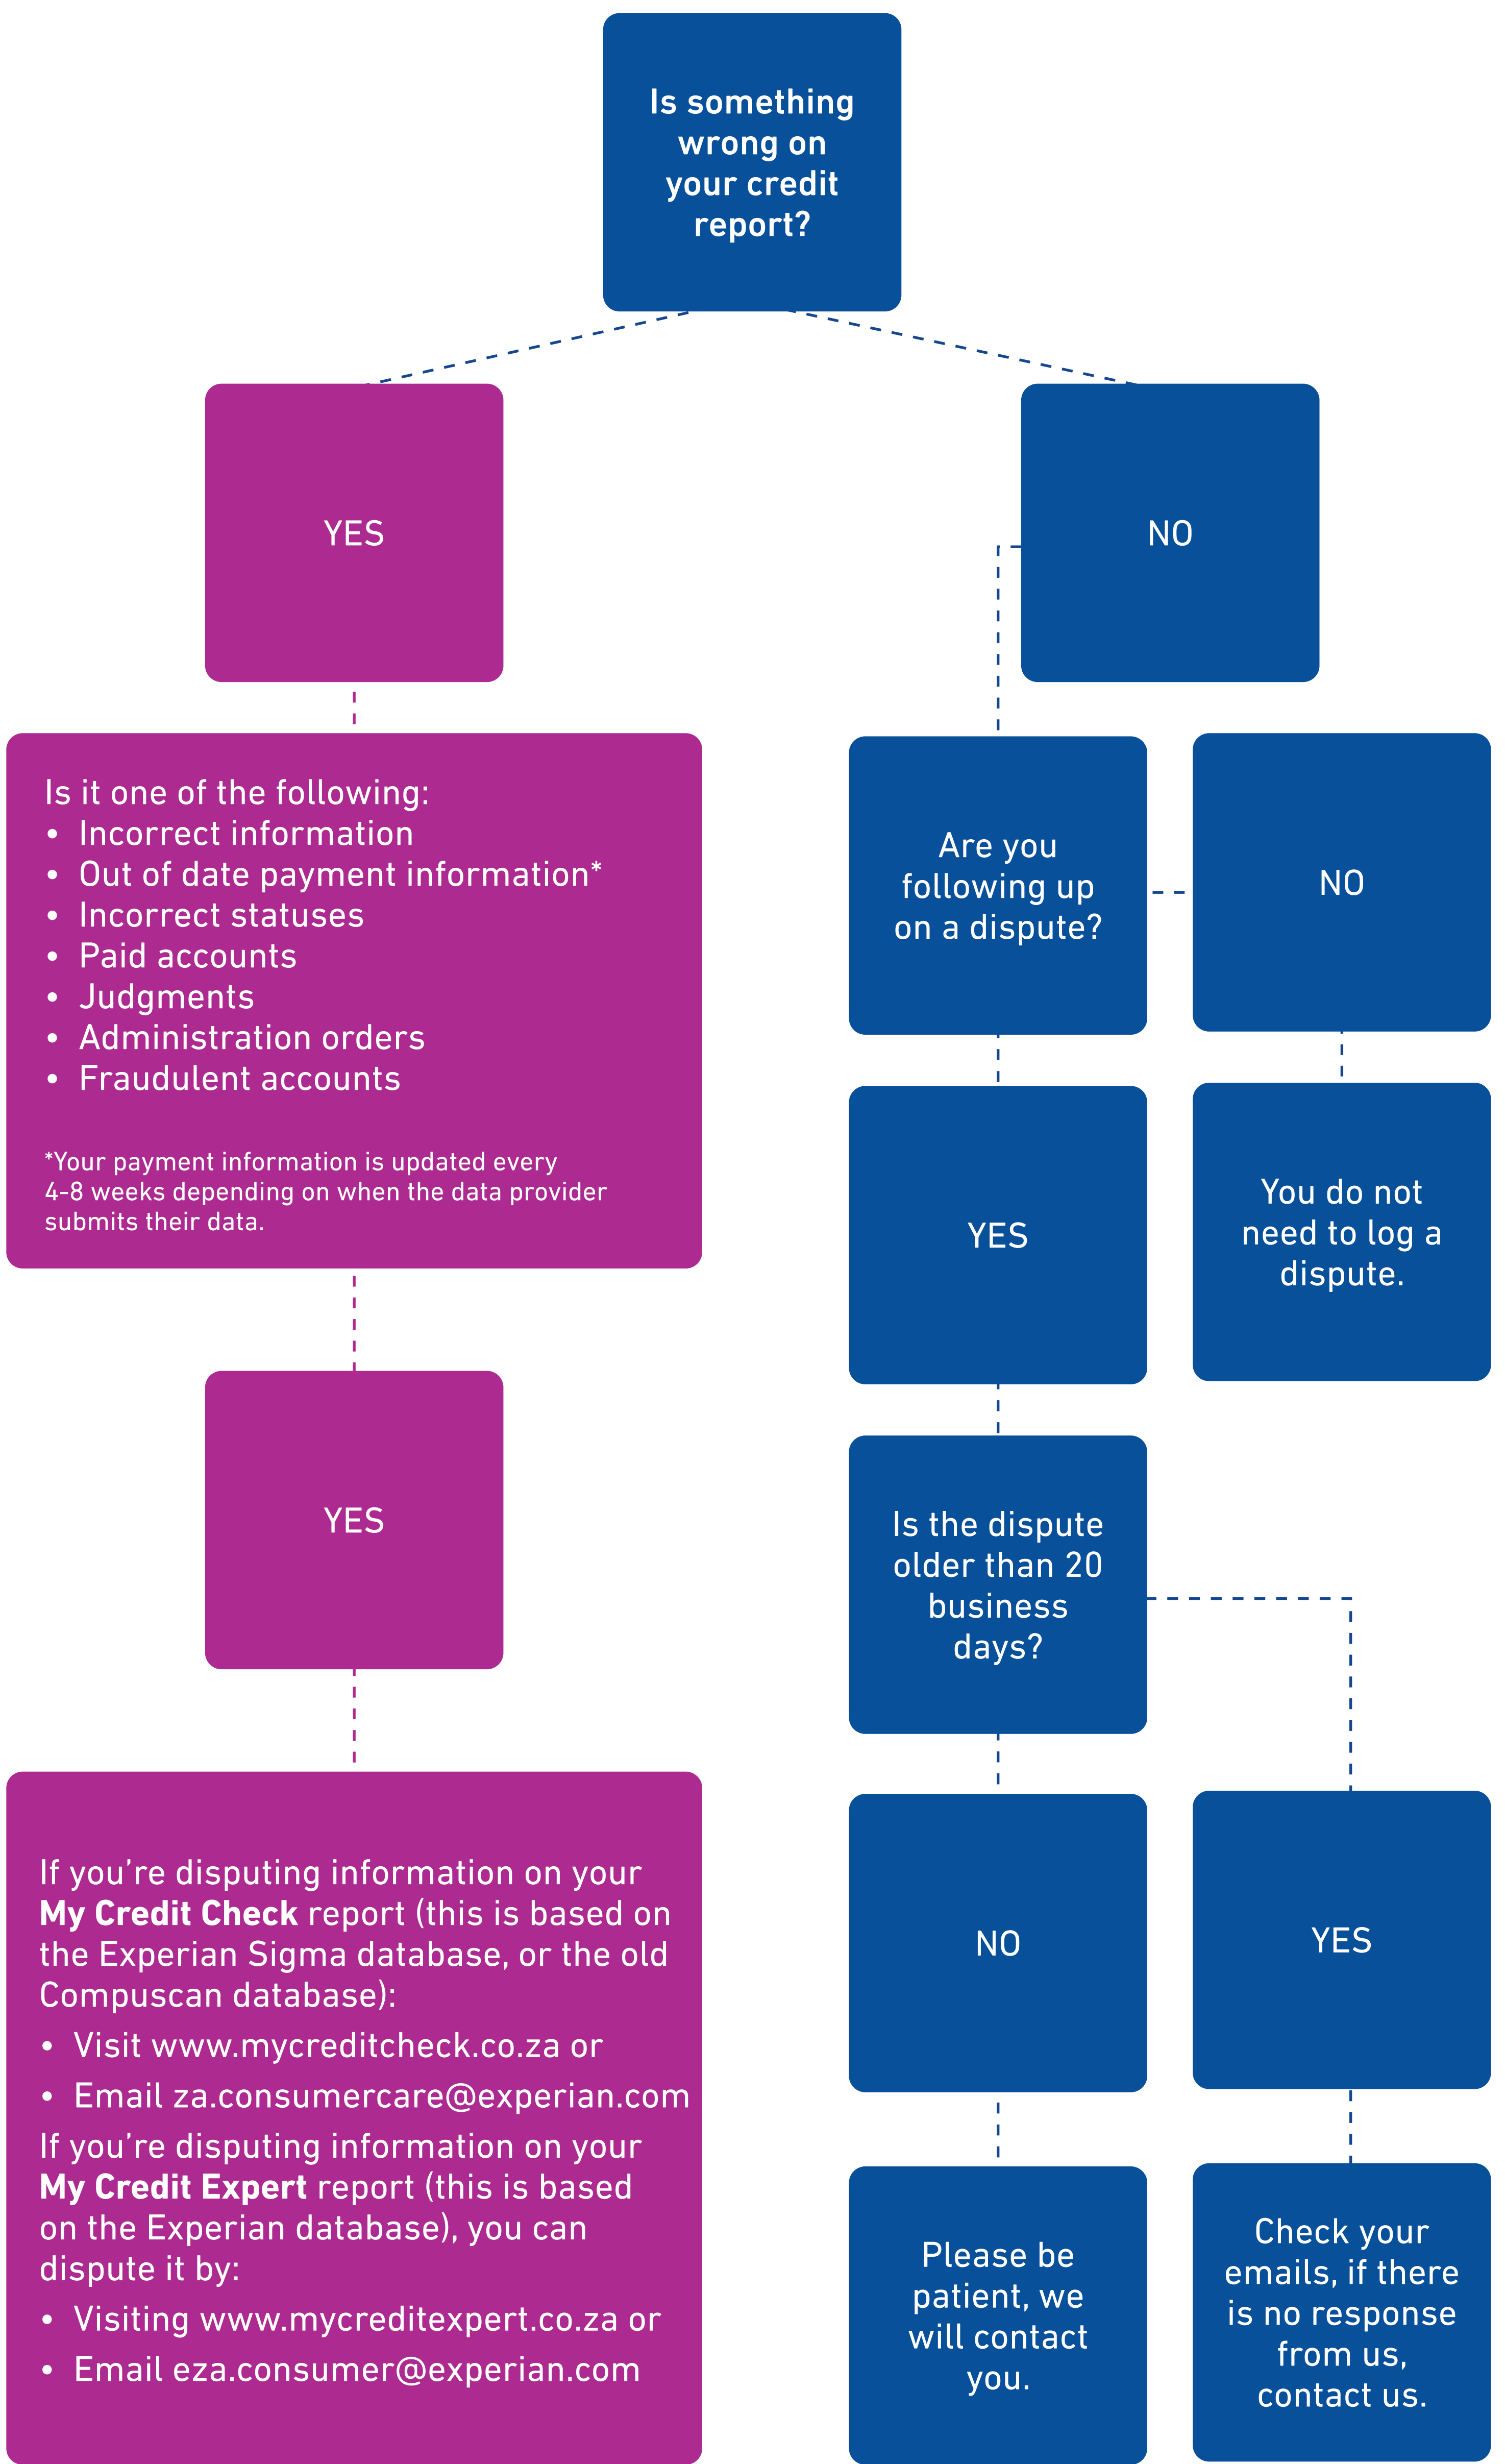 Is something
wrong on
your credit
report?
YES
NO
Is it one of the following:
• Incorrect information
• Out of date payment information*
• Incorrect statuses
• Paid accounts
• Judgments
• Administration orders
• Fraudulent accounts
*Your payment information is updated every
4-8 weeks depending on when the data provider
submits their data.
YES
If you’re disputing information on your
My Credit Check report (this is based on
the Experian Sigma database, or the old
Compuscan database):
• Visit www.mycreditcheck.co.za or
• Email za.consumercare@experian.com
If you’re disputing information on your
My Credit Expert report (this is based
on the Experian database), you can
dispute it by:
• Visiting www.mycreditexpert.co.za or
• Email eza.consumer@experian.com
Are you
following up
on a dispute?
NO
You do not
need to log a
dispute.
YES
Is the dispute
older than 20
business
days?
NO
Please be
patient, we
will contact
you.
YES
Check your
emails, if there
is no response
from us,
contact us.